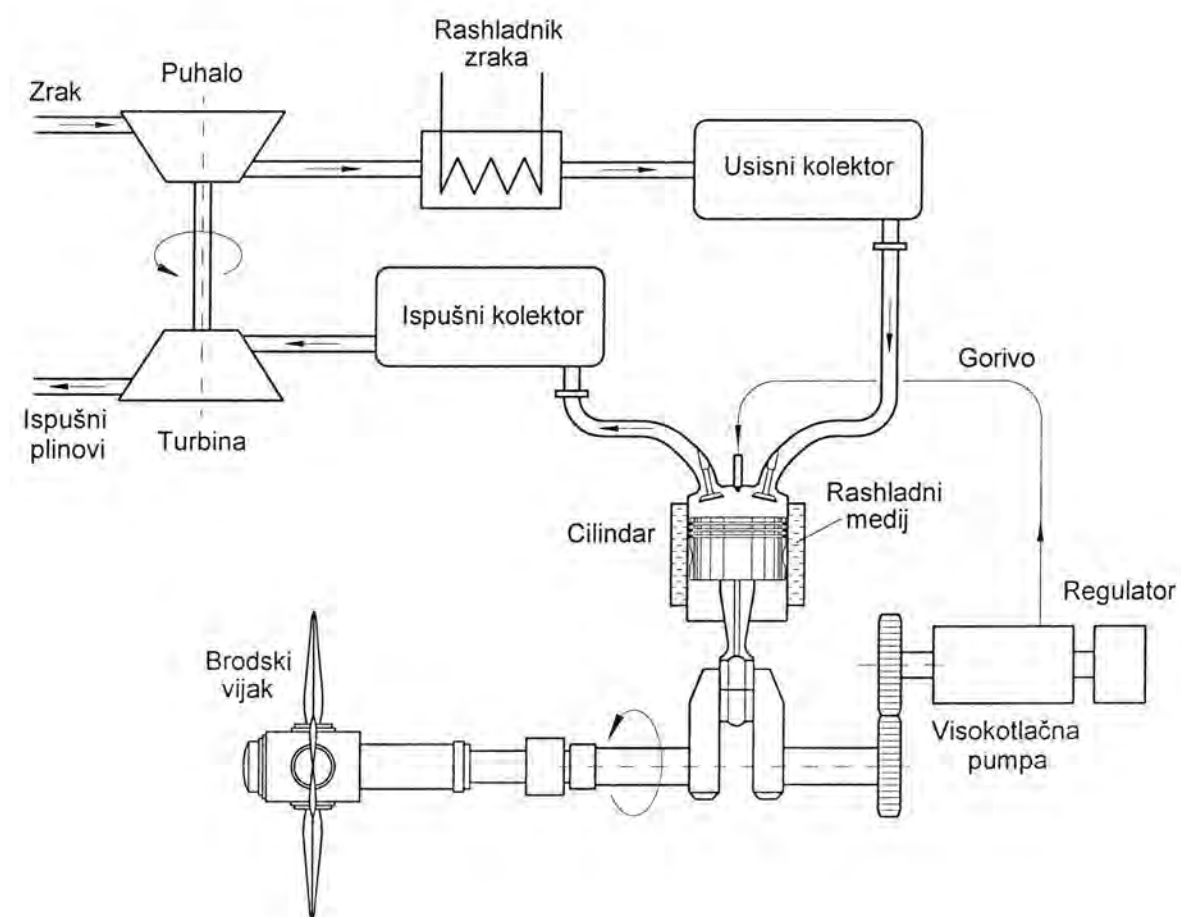 Rashladnik
zraka
Puhalo
Zrak
Usisni kolektor
Ispušni kolektor
Gorivo
Ispušni
plinovi
Turbina
Rashladni
medij
Cilindar
Regulator
Brodski
vijak
Visokotlačna
pumpa